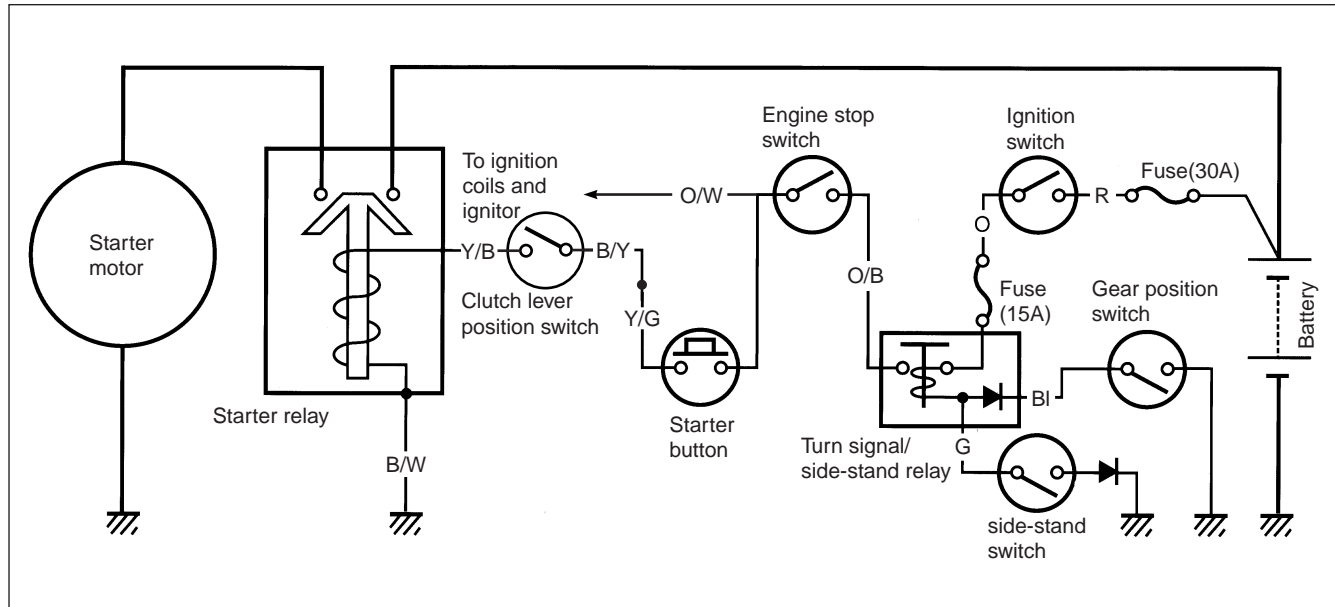 Engine stop
switch
Ignition
switch
Fuse(30A)
To ignition
coils and
ignitor
O/W
R
O
Starter
motor
Y/B
B/Y
O/B
Clutch lever
position switch
Y/G
Fuse
(15A)
Gear position
switch
Battery
Starter relay
Starter
button
Bl
Turn signal/
side-stand relay
G
B/W
side-stand
switch